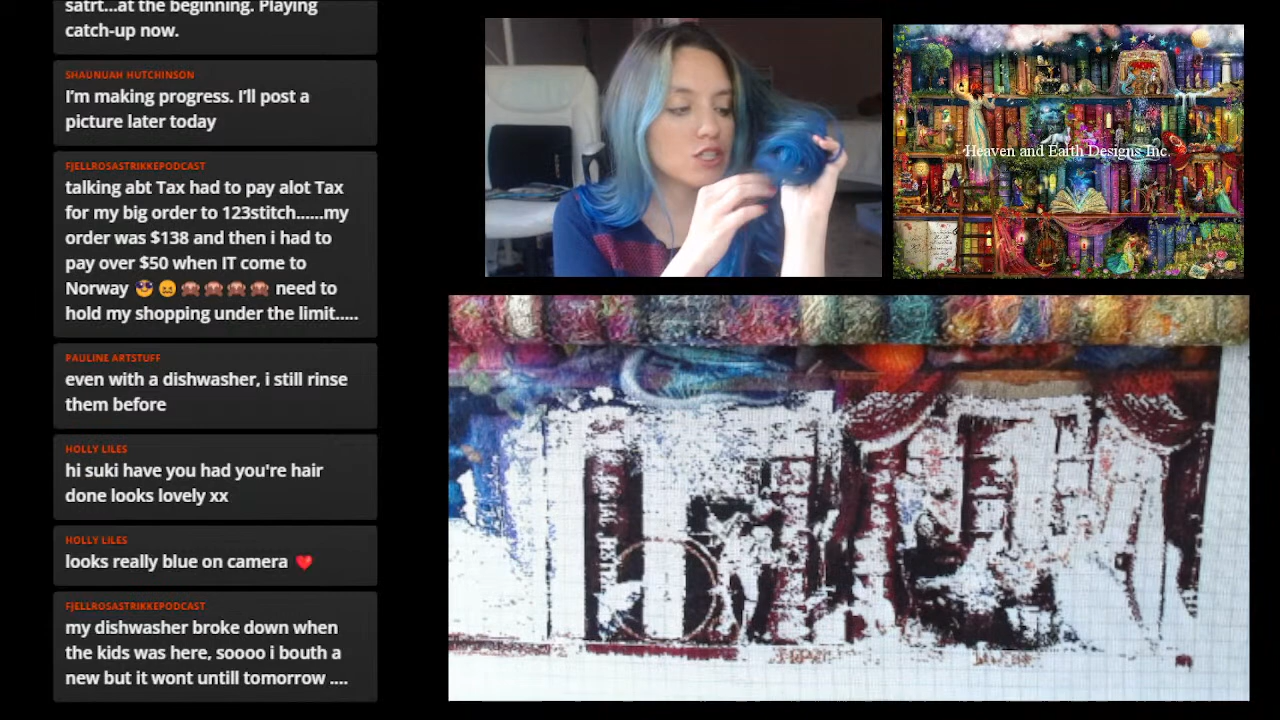 satrt...at the beginning. Playing
catch-up now.
SHAUNUAH HUTCHINSON
I'm making progress. I'll post a
picture later today
FJELLROSASTRIKKEPODCAST
talking abt Tax had to pay alot Tax
for my big order to 123stitch......my
order was $138 and then i had to
pay over $50 when IT come to
Norway 🥸😖🙈🙈🙈🙈 need to
hold my shopping under the limit.....
PAULINE ARTSTUFF
even with a dishwasher, i still rinse
them before
HOLLY LILES
hi suki have you had you're hair
done looks lovely xx
HOLLY LILES
looks really blue on camera ❤️
FJELLROSASTRIKKEPODCAST
my dishwasher broke down when
the kids was here, soooo i bouth a
new but it wont untill tomorrow ....
Heaven and Earth Designs Inc.